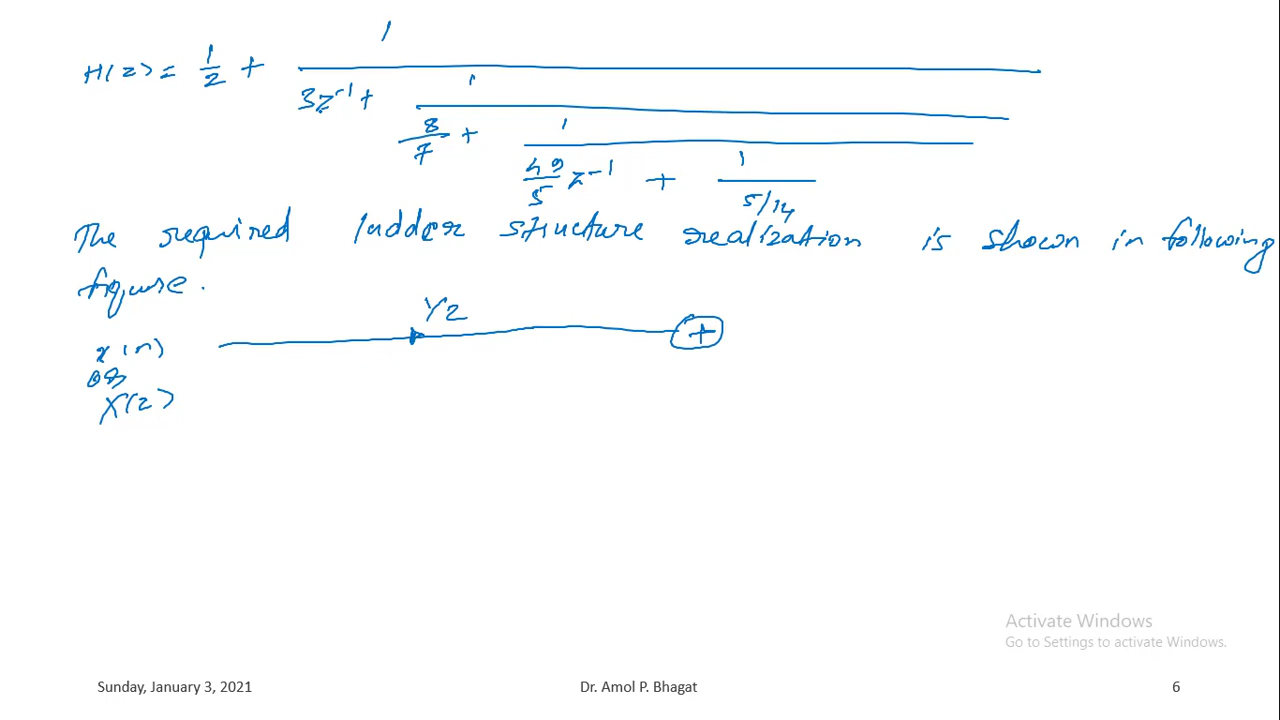 1
H(z) = 1/2 +
3z⁻¹ + 1
8/7 + 1
49/5 z⁻¹ + 1
5/14
The required ladder structure realization is shown in following
figure.
1/2
+
x(n)
or
X(z)
Activate Windows
Go to Settings to activate Windows.
Sunday, January 3, 2021 Dr. Amol P. Bhagat 6